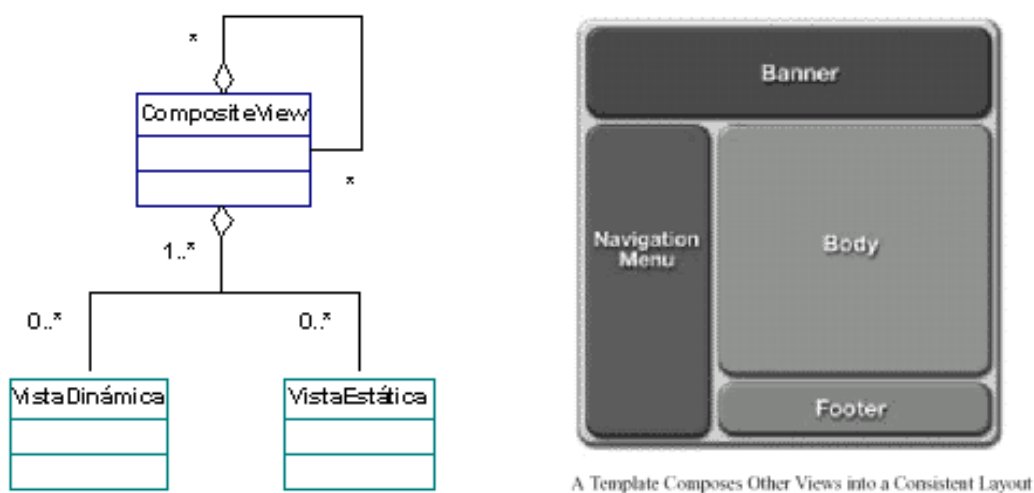 *
CompositeView
*
1..*
0..*
0..*
VistaDinámica
VistaEstática
Banner
Navigation
Menu
Body
Footer
A Template Composes Other Views into a Consistent Layout